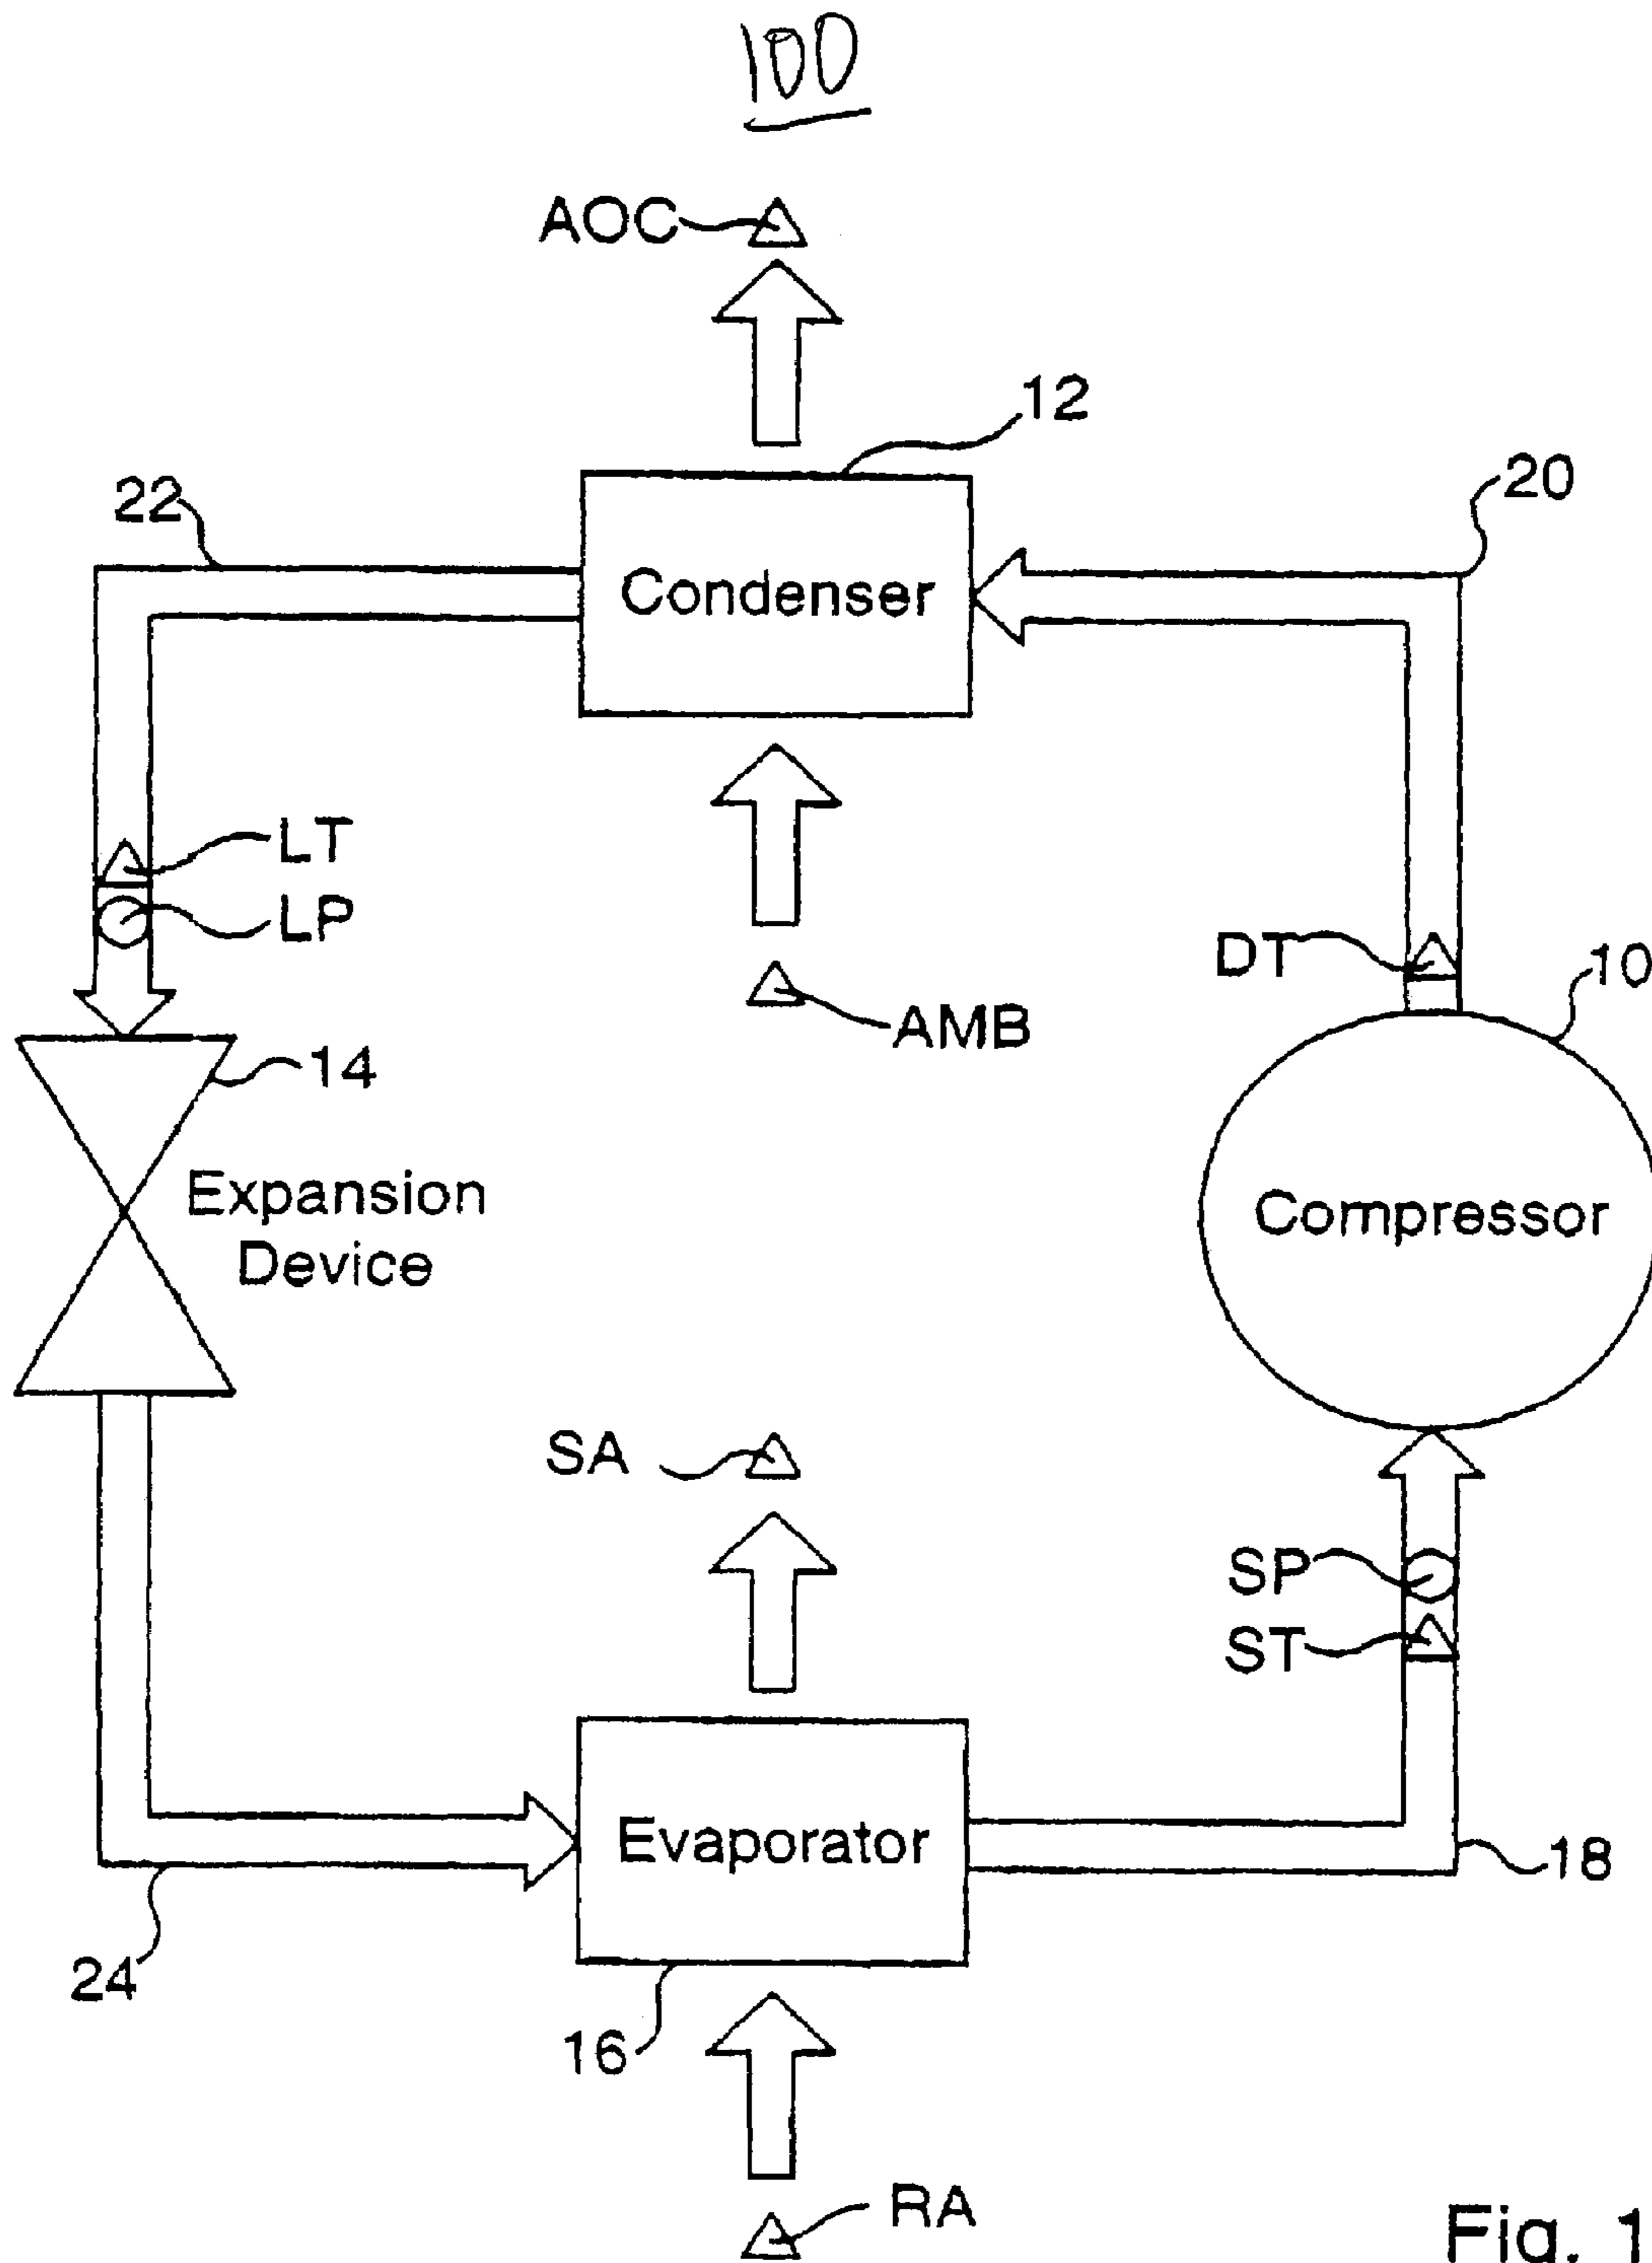 100
AOC
12
22
20
Condenser
LT
LP
DT
10
AMB
14
Expansion
Device
Compressor
SA
SP
ST
Evaporator
18
24
16
RA
Fig. 1